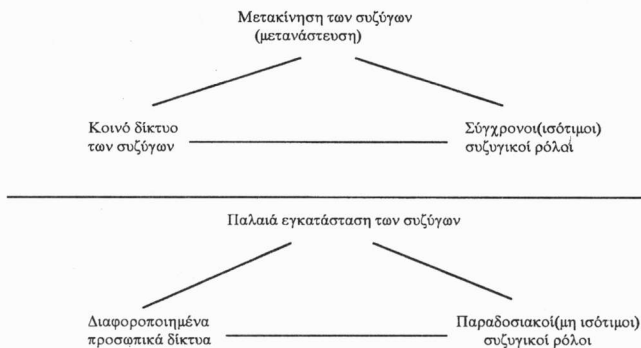 Μετακίνηση των συζύγων
(μετανάστευση)
Κοινό δίκτυο
των συζύγων
Σύγχρονοι(ισότιμοι)
συζυγικοί ρόλοι
Παλαιά εγκατάσταση των συζύγων
Διαφοροποιημένα
προσωπικά δίκτυα
Παραδοσιακοί(μη ισότιμοι)
συζυγικοί ρόλοι